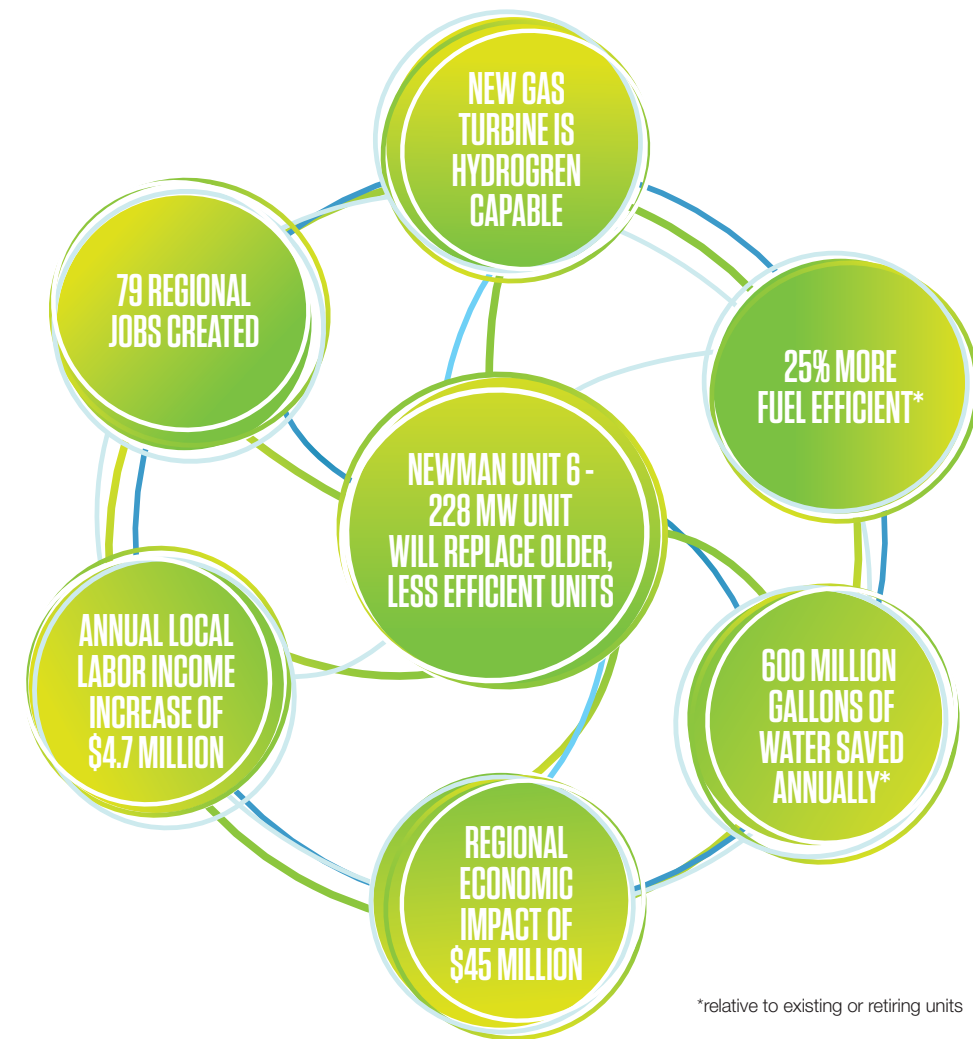 NEW GAS
TURBINE IS
HYDROGREN
CAPABLE
79 REGIONAL
JOBS CREATED
25% MORE
FUEL EFFICIENT*
NEWMAN UNIT 6 -
228 MW UNIT
WILL REPLACE OLDER,
LESS EFFICIENT UNITS
ANNUAL LOCAL
LABOR INCOME
INCREASE OF
$4.7 MILLION
600 MILLION
GALLONS OF
WATER SAVED
ANNUALLY*
REGIONAL
ECONOMIC
IMPACT OF
$45 MILLION
*relative to existing or retiring units